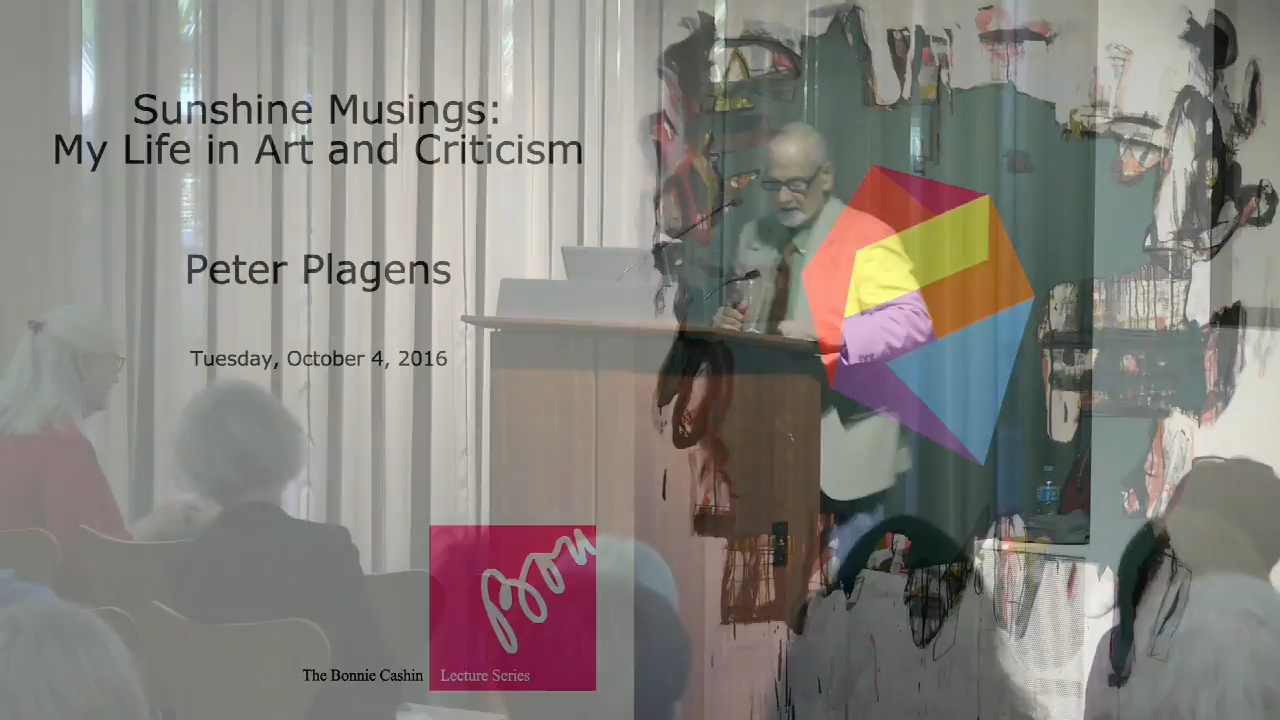 Sunshine Musings:
My Life in Art and Criticism
Peter Plagens
Tuesday, October 4, 2016
Bon
The Bonnie Cashin Lecture Series